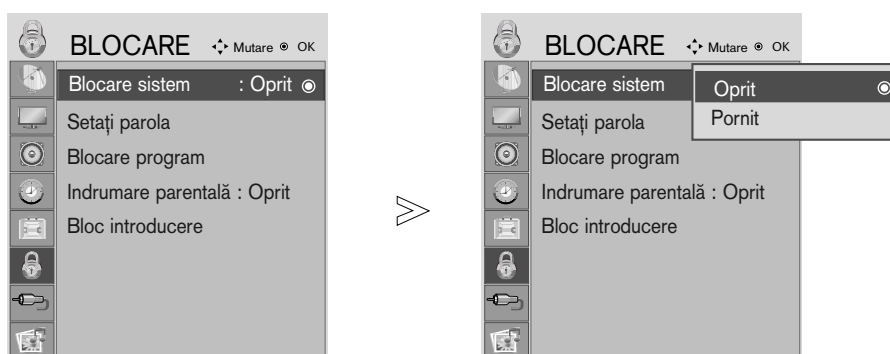 BLOCARE Mutare OK
Blocare sistem : Oprit
Setați parola
Blocare program
Indrumare parentală : Oprit
Bloc introducere
BLOCARE Mutare OK
Blocare sistem
Oprit
Setați parola
Pornit
Blocare program
Indrumare parentală : Oprit
Bloc introducere